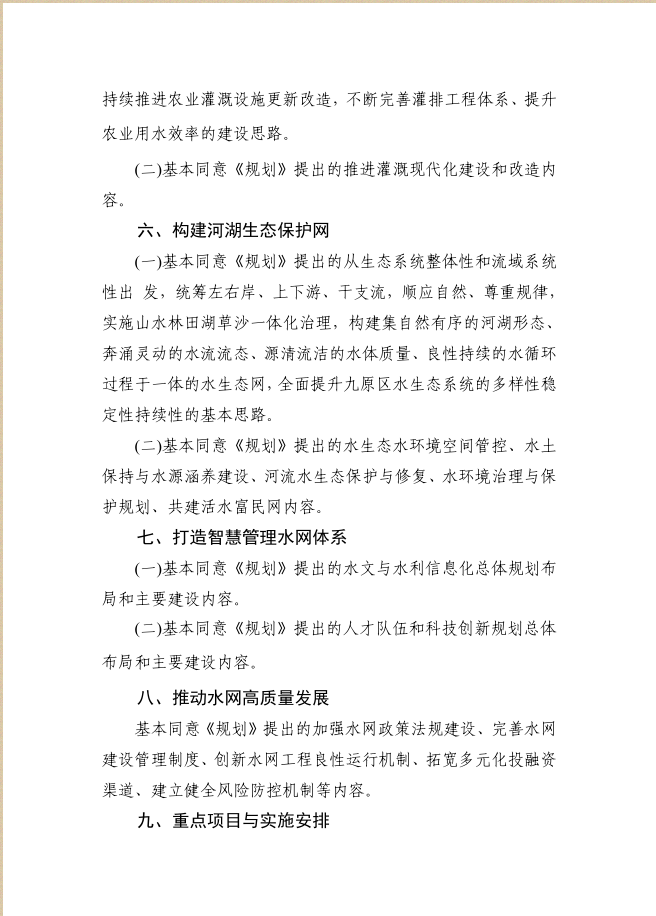 持续推进农业灌溉设施更新改造，不断完善灌排工程体系、提升
农业用水效率的建设思路。
(二)基本同意《规划》提出的推进灌溉现代化建设和改造内
容。
六、构建河湖生态保护网
(一)基本同意《规划》提出的从生态系统整体性和流域系统
性出 发，统筹左右岸、上下游、干支流，顺应自然、尊重规律，
实施山水林田湖草沙一体化治理，构建集自然有序的河湖形态、
奔涌灵动的水流流态、源清流洁的水体质量、良性持续的水循环
过程于一体的水生态网，全面提升九原区水生态系统的多样性稳
定性持续性的基本思路。
(二)基本同意《规划》提出的水生态水环境空间管控、水土
保持与水源涵养建设、河流水生态保护与修复、水环境治理与保
护规划、共建活水富民网内容。
七、打造智慧管理水网体系
(一)基本同意《规划》提出的水文与水利信息化总体规划布
局和主要建设内容。
(二)基本同意《规划》提出的人才队伍和科技创新规划总体
布局和主要建设内容。
八、推动水网高质量发展
基本同意《规划》提出的加强水网政策法规建设、完善水网
建设管理制度、创新水网工程良性运行机制、拓宽多元化投融资
渠道、建立健全风险防控机制等内容。
九、重点项目与实施安排